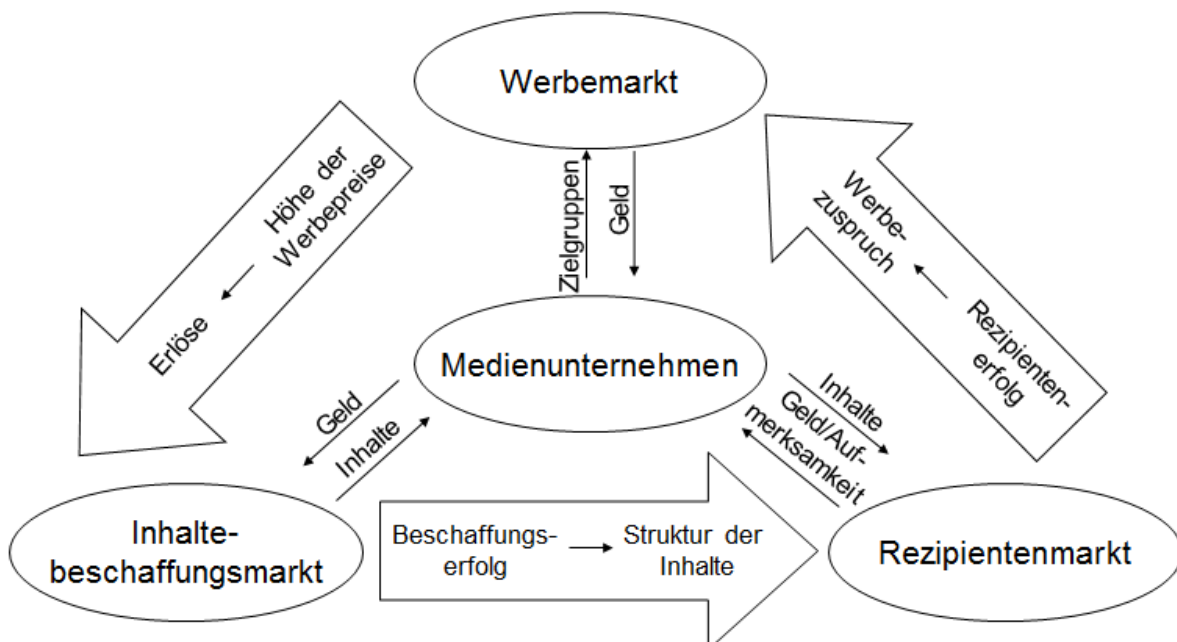 Werbemarkt
Höhe der
Werbepreise
Erlöse
Zielgruppen
Geld
Werbe-
zuspruch
Rezipienten-
erfolg
Medienunternehmen
Geld
Inhalte
Inhalte
Geld/Auf-
merksamkeit
Inhalte-
beschaffungsmarkt
Beschaffungs-
erfolg
Struktur der
Inhalte
Rezipientenmarkt